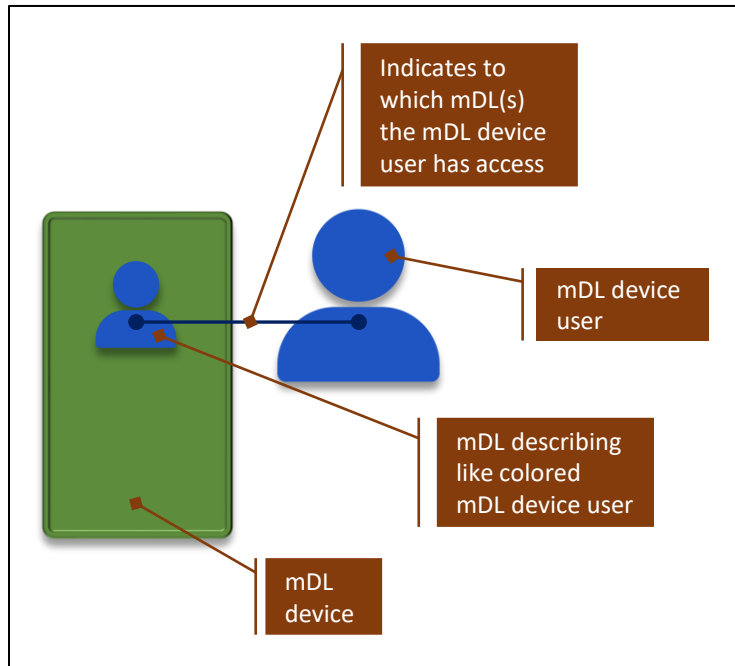 Indicates to
which mDL(s)
the mDL device
user has access
mDL device
user
mDL describing
like colored
mDL device user
mDL
device